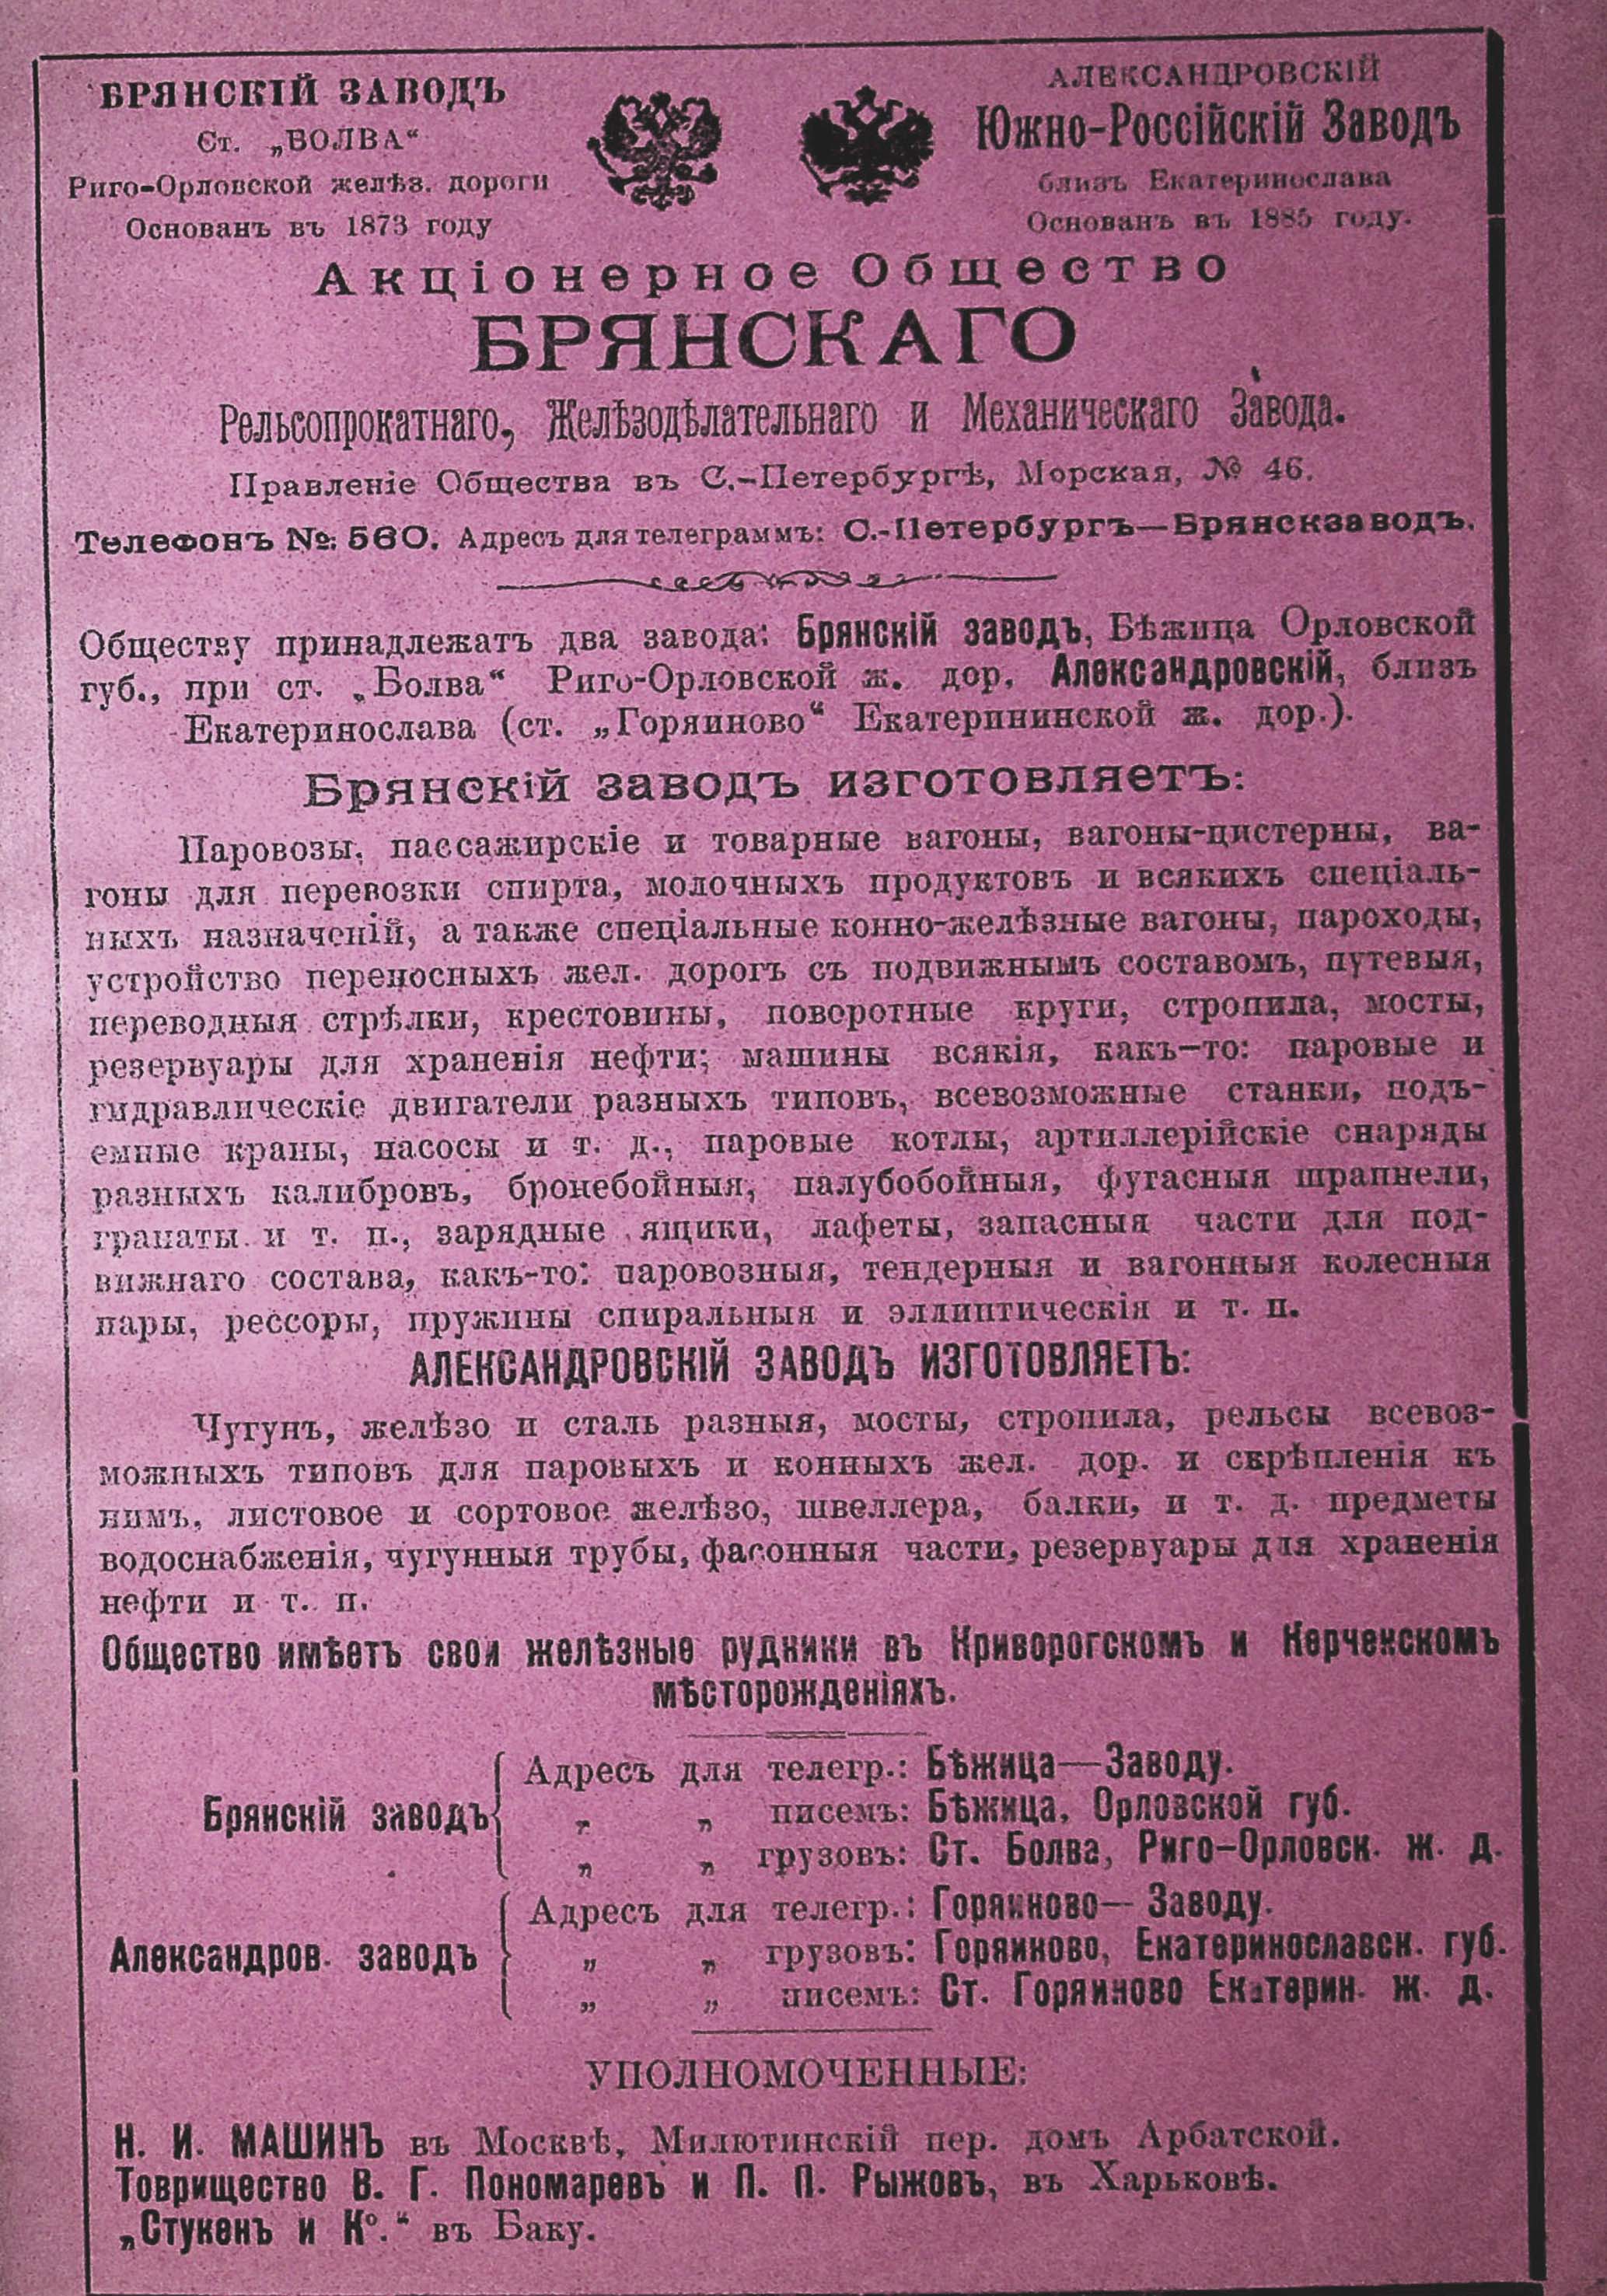 БРЯНСКІЙ ЗАВОДЪ
Ст. „БОЛВА“
Риго-Орловской желѣз. дороги
Основанъ въ 1873 году
АЛЕКСАНДРОВСКІЙ
Южно-Россійскій Заводъ
близъ Екатеринослава
Основанъ въ 1885 году.
Акціонерное Общество
БРЯНСКАГО
Рельсопрокатнаго, Желѣзодѣлательнаго и Механическаго Завода.
Правленіе Общества въ С.-Петербургѣ, Морская, № 46.
Телефонъ №: 560. Адресъ для телеграммъ: С.-Петербургъ—Брянскзаводъ.
Обществу принадлежатъ два завода: Брянскій заводъ, Бѣжица Орловской
губ., при ст. „Болва“ Риго-Орловской ж. дор. Александровскій, близъ
Екатеринослава (ст. „Горяиново“ Екатерининской ж. дор.).
Брянскій заводъ изготовляетъ:
Паровозы, пассажирскіе и товарные вагоны, вагоны-цистерны, ва-
гоны для перевозки спирта, молочныхъ продуктовъ и всякихъ спеціаль-
ныхъ назначеній, а также спеціальные конно-желѣзные вагоны, пароходы,
устройство переносныхъ жел. дорогъ съ подвижнымъ составомъ, путевыя,
переводныя стрѣлки, крестовины, поворотные круги, стропила, мосты,
резервуары для храненія нефти; машины всякія, какъ—то: паровые и
гидравлическіе двигатели разныхъ типовъ, всевозможные станки, подъ-
емные краны, насосы и т. д., паровые котлы, артиллерійскіе снаряды
разныхъ калибровъ, бронебойныя, палубобойныя, фугасныя шрапнели,
гранаты и т. п., зарядные ящики, лафеты, запасныя части для под-
вижнаго состава, какъ-то: паровозныя, тендерныя и вагонныя колесныя
пары, рессоры, пружины спиральныя и эллиптическія и т. п.
АЛЕКСАНДРОВСКІЙ ЗАВОДЪ ИЗГОТОВЛЯЕТЪ:
Чугунъ, желѣзо и сталь разныя, мосты, стропила, рельсы всевоз-
можныхъ типовъ для паровыхъ и конныхъ жел. дор. и скрѣпленія къ
нимъ, листовое и сортовое желѣзо, швеллера, балки, и т. д. предметы
водоснабженія, чугунныя трубы, фасонныя части, резервуары для храненія
нефти и т. п.
Общество имѣетъ свои желѣзные рудники въ Криворогскомъ и Керчекскомъ
мѣсторожденіяхъ.
Брянскій заводъ
Адресъ для телегр.: Бѣжица—Заводу.
„ „ писемъ: Бѣжица, Орловской губ.
„ „ грузовъ: Ст. Болва, Риго-Орловск. ж. д.
Александров. заводъ
Адресъ для телегр.: Горяиново— Заводу.
„ „ грузовъ: Горяиново, Екатеринославск. губ.
„ „ писемъ: Ст. Горяиново Екатерин. ж. д.
УПОЛНОМОЧЕННЫЕ:
Н. И. МАШИНЪ въ Москвѣ, Милютинскій пер. домъ Арбатской.
Товрищество В. Г. Пономаревъ и П. П. Рыжовъ, въ Харьковѣ.
„Стукенъ и Кº.“ въ Баку.